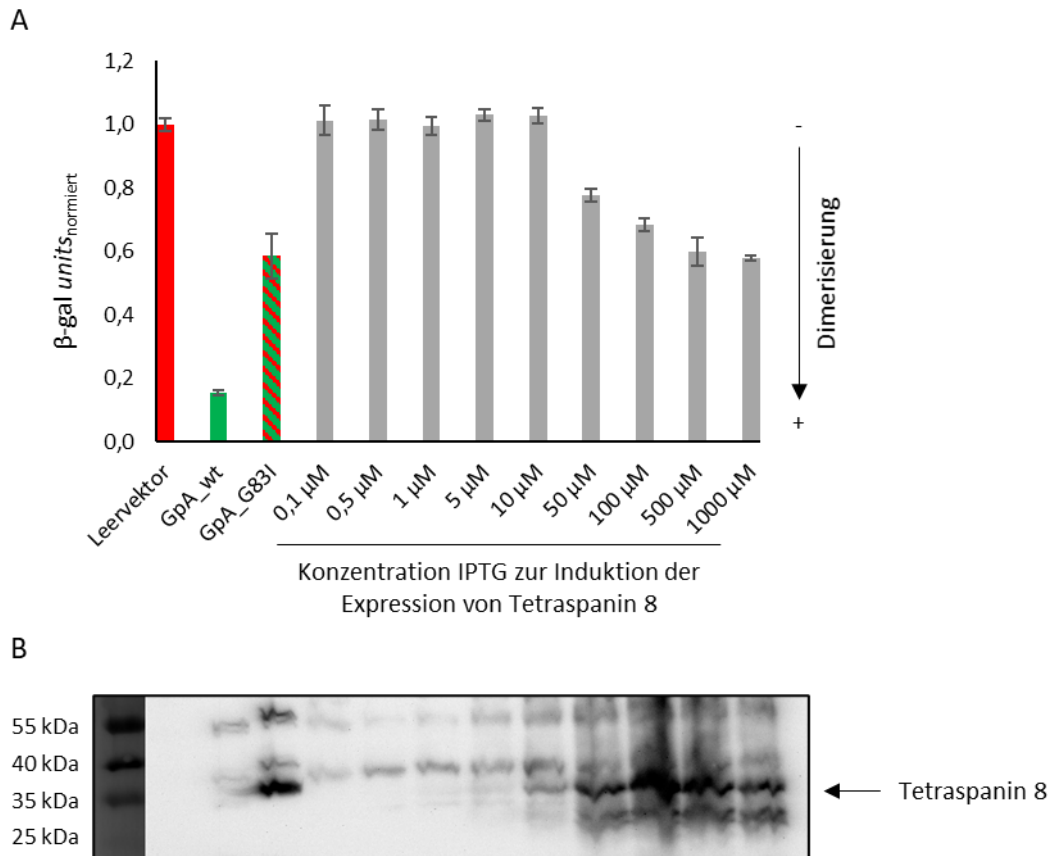 A
1,2
1,0
0,8
0,6
0,4
0,2
0,0
β-gal units normiert
-
Dimerisierung
+
Leervektor
GpA_wt
GpA_G83I
0,1 µM
0,5 µM
1 µM
5 µM
10 µM
50 µM
100 µM
500 µM
1000 µM
Konzentration IPTG zur Induktion der
Expression von Tetraspanin 8
B
55 kDa
40 kDa
35 kDa
25 kDa
Tetraspanin 8